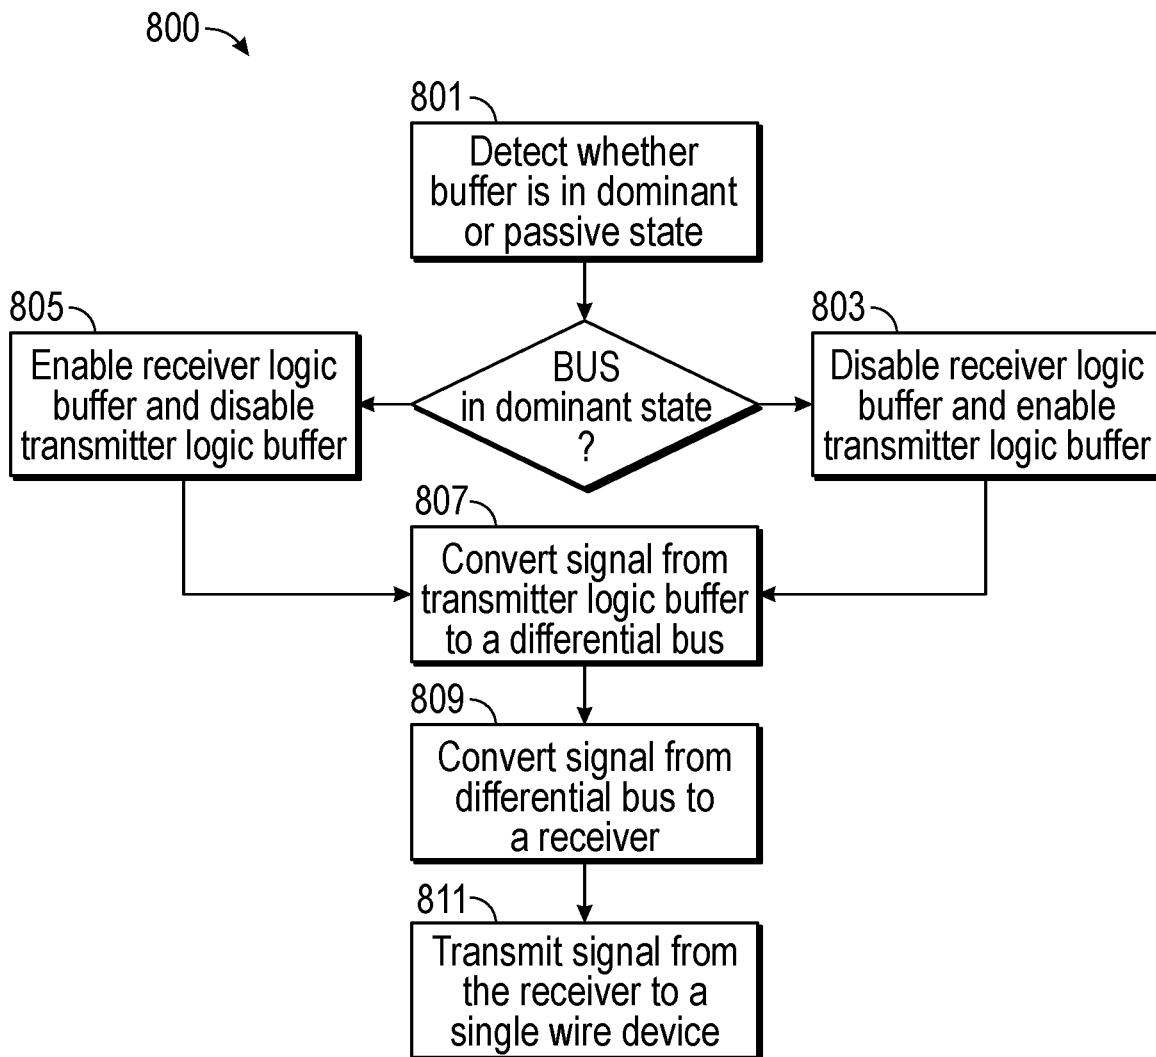 800
801
Detect whether
buffer is in dominant
or passive state
805
Enable receiver logic
buffer and disable
transmitter logic buffer
BUS
in dominant state
?
803
Disable receiver logic
buffer and enable
transmitter logic buffer
807
Convert signal from
transmitter logic buffer
to a differential bus
809
Convert signal from
differential bus to
a receiver
811
Transmit signal from
the receiver to a
single wire device